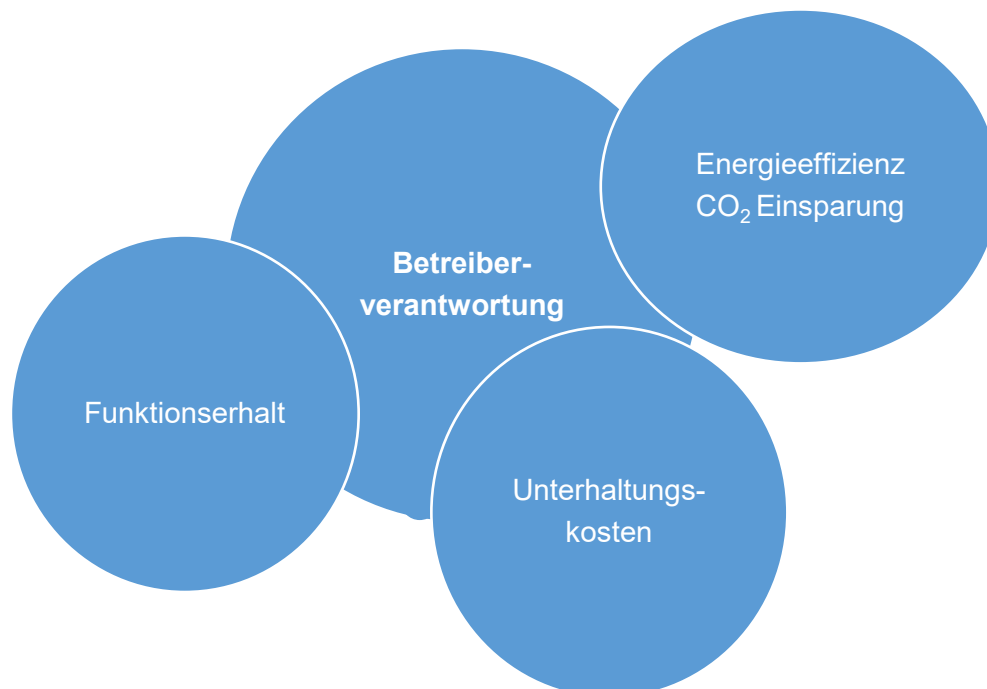 Energieeffizienz
CO₂ Einsparung
Betreiber-
verantwortung
Funktionserhalt
Unterhaltungs-
kosten